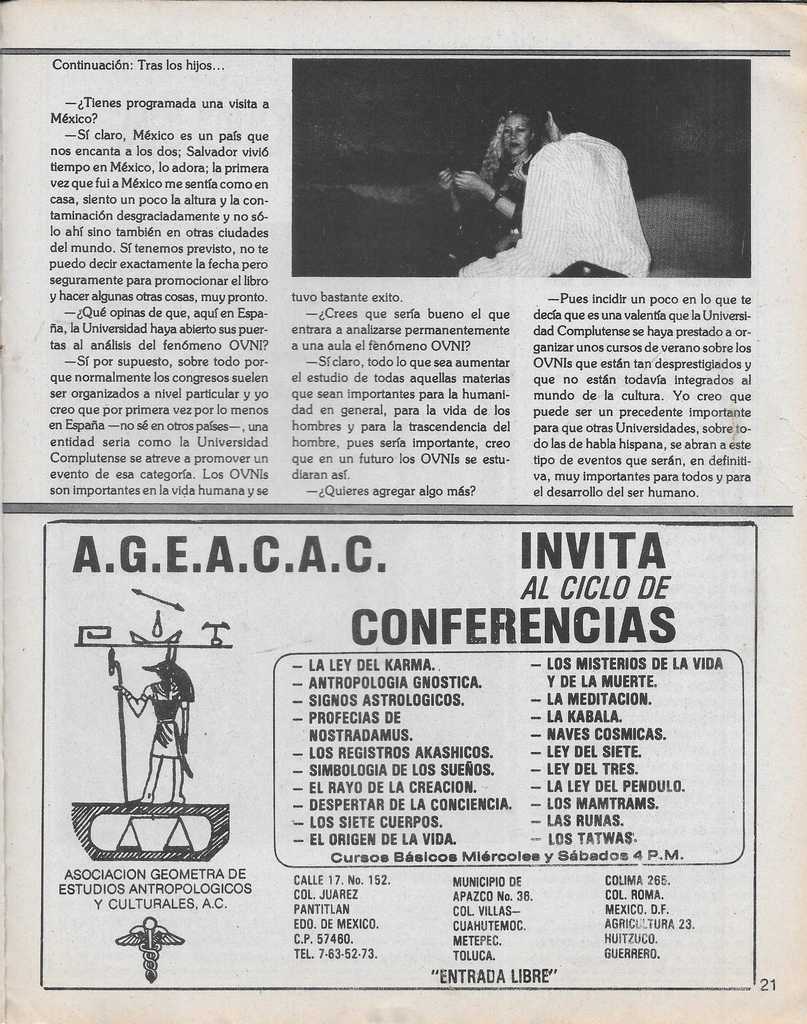 Continuación: Tras los hijos...
—¿Tienes programada una visita a
México?
—Sí claro, México es un país que
nos encanta a los dos; Salvador vivió
tiempo en México, lo adora; la primera
vez que fui a México me sentía como en
casa, siento un poco la altura y la con-
taminación desgraciadamente y no só-
lo ahí sino también en otras ciudades
del mundo. Sí tenemos previsto, no te
puedo decir exactamente la fecha pero
seguramente para promocionar el libro
y hacer algunas otras cosas, muy pronto.
—¿Qué opinas de que, aquí en Espa-
ña, la Universidad haya abierto sus puer-
tas al análisis del fenómeno OVNI?
—Sí por supuesto, sobre todo por-
que normalmente los congresos suelen
ser organizados a nivel particular y yo
creo que por primera vez por lo menos
en España —no sé en otros países—, una
entidad seria como la Universidad
Complutense se atreve a promover un
evento de esa categoría. Los OVNIs
son importantes en la vida humana y se
tuvo bastante exito.
—¿Crees que sería bueno el que
entrara a analizarse permanentemente
a una aula el fenómeno OVNI?
—Sí claro, todo lo que sea aumentar
el estudio de todas aquellas materias
que sean importantes para la humani-
dad en general, para la vida de los
hombres y para la trascendencia del
hombre, pues sería importante, creo
que en un futuro los OVNIs se estu-
diaran así.
—¿Quieres agregar algo más?
—Pues incidir un poco en lo que te
decía que es una valentía que la Universi-
dad Complutense se haya prestado a or-
ganizar unos cursos de verano sobre los
OVNIs que están tan desprestigiados y
que no están todavía integrados al
mundo de la cultura. Yo creo que
puede ser un precedente importante
para que otras Universidades, sobre to-
do las de habla hispana, se abran a este
tipo de eventos que serán, en definiti-
va, muy importantes para todos y para
el desarrollo del ser humano.
A.G.E.A.C.A.C.
INVITA
AL CICLO DE
CONFERENCIAS
– LA LEY DEL KARMA.
– ANTROPOLOGIA GNOSTICA.
– SIGNOS ASTROLOGICOS.
– PROFECIAS DE
NOSTRADAMUS.
– LOS REGISTROS AKASHICOS.
– SIMBOLOGIA DE LOS SUEÑOS.
– EL RAYO DE LA CREACION.
– DESPERTAR DE LA CONCIENCIA.
– LOS SIETE CUERPOS.
– EL ORIGEN DE LA VIDA.
– LOS MISTERIOS DE LA VIDA
Y DE LA MUERTE.
– LA MEDITACION.
– LA KABALA.
– NAVES COSMICAS.
– LEY DEL SIETE.
– LEY DEL TRES.
– LA LEY DEL PENDULO.
– LOS MAMTRAMS.
– LAS RUNAS.
– LOS TATWAS.
Cursos Básicos Miércoles y Sábados 4 P.M.
ASOCIACION GEOMETRA DE
ESTUDIOS ANTROPOLOGICOS
Y CULTURALES, A.C.
CALLE 17. No. 152.
COL. JUAREZ
PANTITLAN
EDO. DE MEXICO.
C.P. 57460.
TEL. 7-63-52-73.
MUNICIPIO DE
APAZCO No. 36.
COL. VILLAS–
CUAHUTEMOC.
METEPEC.
TOLUCA.
COLIMA 265.
COL. ROMA.
MEXICO. D.F.
AGRICULTURA 23.
HUITZUCO.
GUERRERO.
"ENTRADA LIBRE"
21